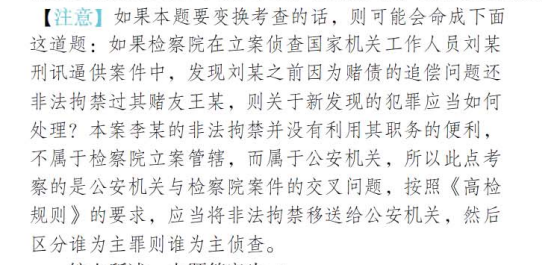 【注意】如果本题要变换考查的话，则可能会命成下面
这道题：如果检察院在立案侦查国家机关工作人员刘某
刑讯逼供案件中，发现刘某之前因为赌债的追偿问题还
非法拘禁过其赌友王某，则关于新发现的犯罪应当如何
处理？本案李某的非法拘禁并没有利用其职务的便利，
不属于检察院立案管辖，而属于公安机关，所以此点考
察的是公安机关与检察院案件的交叉问题，按照《高检
规则》的要求，应当将非法拘禁移送给公安机关，然后
区分谁为主罪则谁为主侦查。